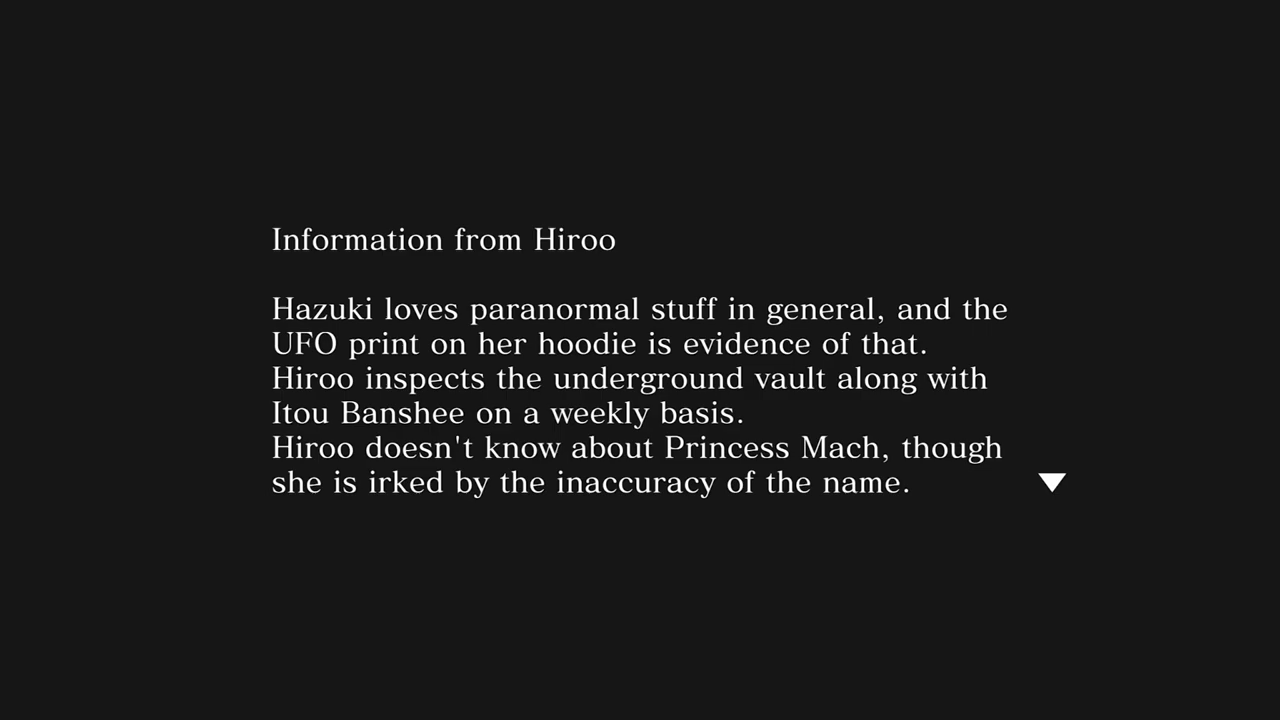 Information from Hiroo
Hazuki loves paranormal stuff in general, and the
UFO print on her hoodie is evidence of that.
Hiroo inspects the underground vault along with
Itou Banshee on a weekly basis.
Hiroo doesn't know about Princess Mach, though
she is irked by the inaccuracy of the name.